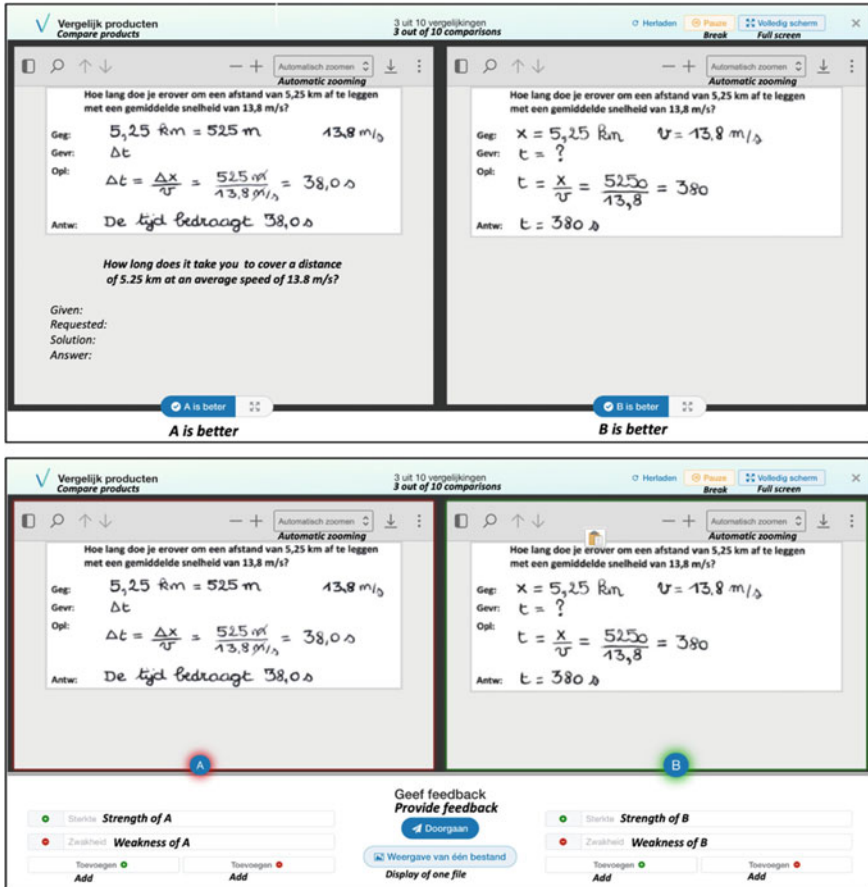 Vergelijk producten
Compare products
3 uit 10 vergelijkingen
3 out of 10 comparisons
Herladen
Pauze
Break
Volledig scherm
Full screen
Automatisch zoomen
Automatic zooming
Hoe lang doe je erover om een afstand van 5,25 km af te leggen
met een gemiddelde snelheid van 13,8 m/s?
Geg: 5,25 km = 525 m 13,8 m/s
Gevr: Δt
Opl: Δt = Δx/v = 525 m/13,8 m/s = 38,0 s
Antw: De tijd bedraagt 38,0 s
How long does it take you to cover a distance
of 5.25 km at an average speed of 13.8 m/s?
Given:
Requested:
Solution:
Answer:
A is beter
A is better
Automatisch zoomen
Automatic zooming
Hoe lang doe je erover om een afstand van 5,25 km af te leggen
met een gemiddelde snelheid van 13,8 m/s?
Geg: x = 5,25 km v = 13,8 m/s
Gevr: t = ?
Opl: t = x/v = 5250/13,8 = 380
Antw: t = 380 s
B is beter
B is better
Vergelijk producten
Compare products
3 uit 10 vergelijkingen
3 out of 10 comparisons
Herladen
Pauze
Break
Volledig scherm
Full screen
Automatisch zoomen
Automatic zooming
Hoe lang doe je erover om een afstand van 5,25 km af te leggen
met een gemiddelde snelheid van 13,8 m/s?
Geg: 5,25 km = 525 m 13,8 m/s
Gevr: Δt
Opl: Δt = Δx/v = 525 m/13,8 m/s = 38,0 s
Antw: De tijd bedraagt 38,0 s
A
Automatisch zoomen
Automatic zooming
Hoe lang doe je erover om een afstand van 5,25 km af te leggen
met een gemiddelde snelheid van 13,8 m/s?
Geg: x = 5,25 km v = 13,8 m/s
Gevr: t = ?
Opl: t = x/v = 5250/13,8 = 380
Antw: t = 380 s
B
Geef feedback
Provide feedback
Doorgaan
Weergave van één bestand
Display of one file
Sterkte Strength of A
Zwakheid Weakness of A
Toevoegen Toevoegen
Add Add
Sterkte Strength of B
Zwakheid Weakness of B
Toevoegen Toevoegen
Add Add